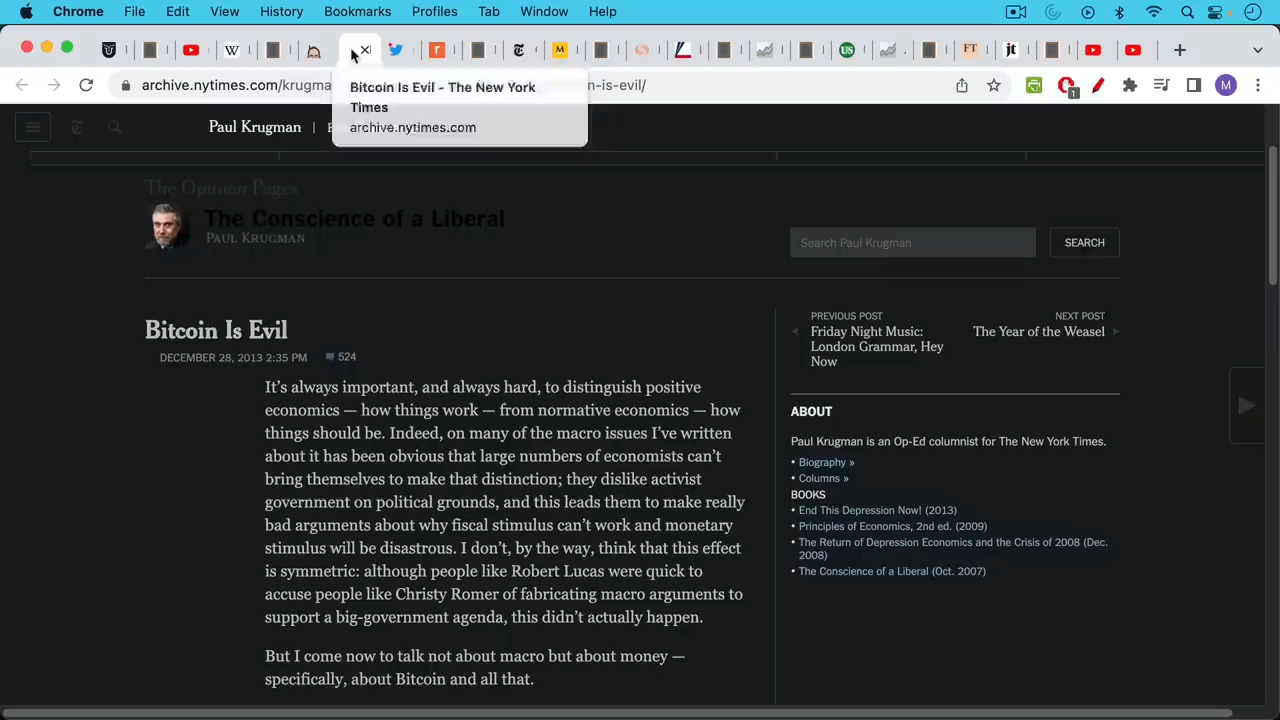 Chrome File Edit View History Bookmarks Profiles Tab Window Help
W r M US FT jt
archive.nytimes.com/krugma n-is-evil/ 1 M
Bitcoin Is Evil - The New York
Times
archive.nytimes.com
Paul Krugman |
The Opinion Pages
The Conscience of a Liberal
PAUL KRUGMAN
Search Paul Krugman SEARCH
Bitcoin Is Evil
DECEMBER 28, 2013 2:35 PM 524
It’s always important, and always hard, to distinguish positive
economics — how things work — from normative economics — how
things should be. Indeed, on many of the macro issues I’ve written
about it has been obvious that large numbers of economists can’t
bring themselves to make that distinction; they dislike activist
government on political grounds, and this leads them to make really
bad arguments about why fiscal stimulus can’t work and monetary
stimulus will be disastrous. I don’t, by the way, think that this effect
is symmetric: although people like Robert Lucas were quick to
accuse people like Christy Romer of fabricating macro arguments to
support a big-government agenda, this didn’t actually happen.
But I come now to talk not about macro but about money —
specifically, about Bitcoin and all that.
PREVIOUS POST
Friday Night Music:
London Grammar, Hey
Now
NEXT POST
The Year of the Weasel
ABOUT
Paul Krugman is an Op-Ed columnist for The New York Times.
• Biography »
• Columns »
BOOKS
• End This Depression Now! (2013)
• Principles of Economics, 2nd ed. (2009)
• The Return of Depression Economics and the Crisis of 2008 (Dec.
2008)
• The Conscience of a Liberal (Oct. 2007)